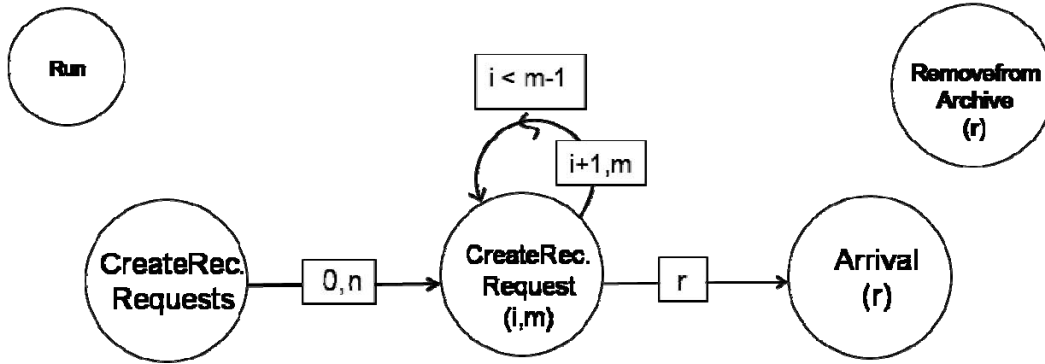 Run
i < m-1
Removefrom
Archive
(r)
i+1,m
CreateRec.
Requests
0,n
CreateRec.
Request
(i,m)
r
Arrival
(r)